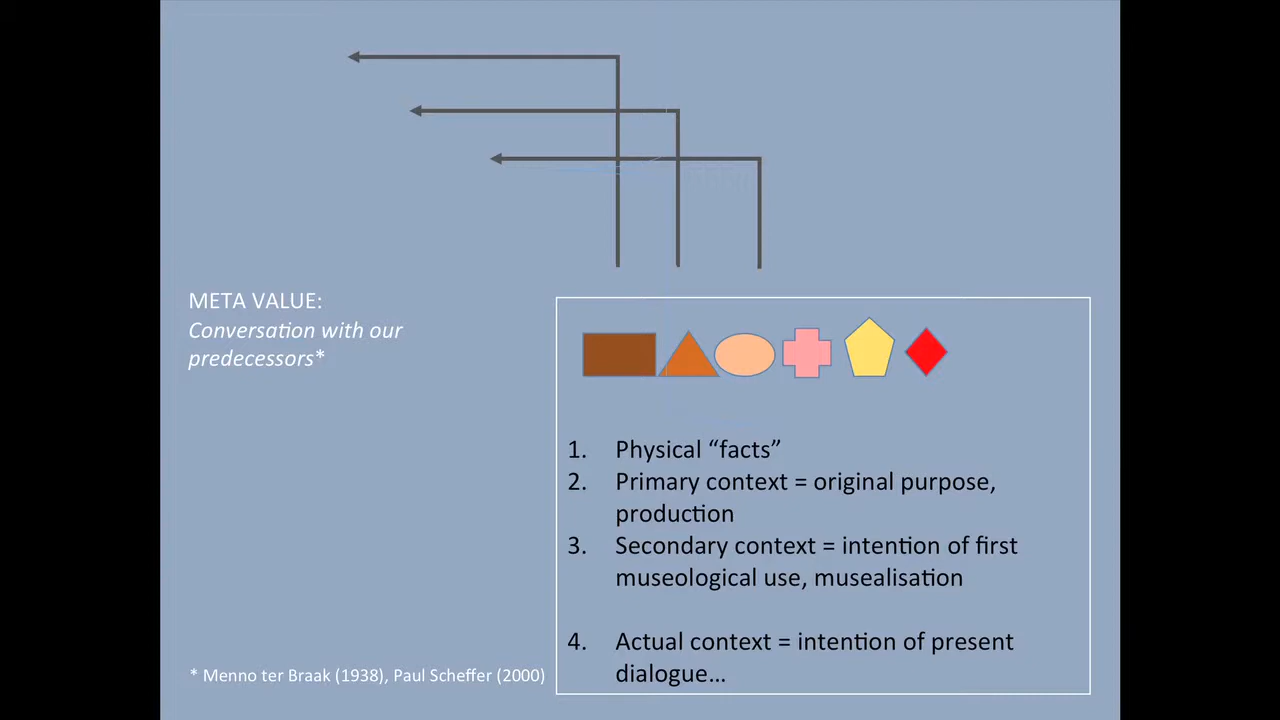 META VALUE:
Conversation with our
predecessors*
1. Physical “facts”
2. Primary context = original purpose,
production
3. Secondary context = intention of first
museological use, musealisation
4. Actual context = intention of present
dialogue…
* Menno ter Braak (1938), Paul Scheffer (2000)